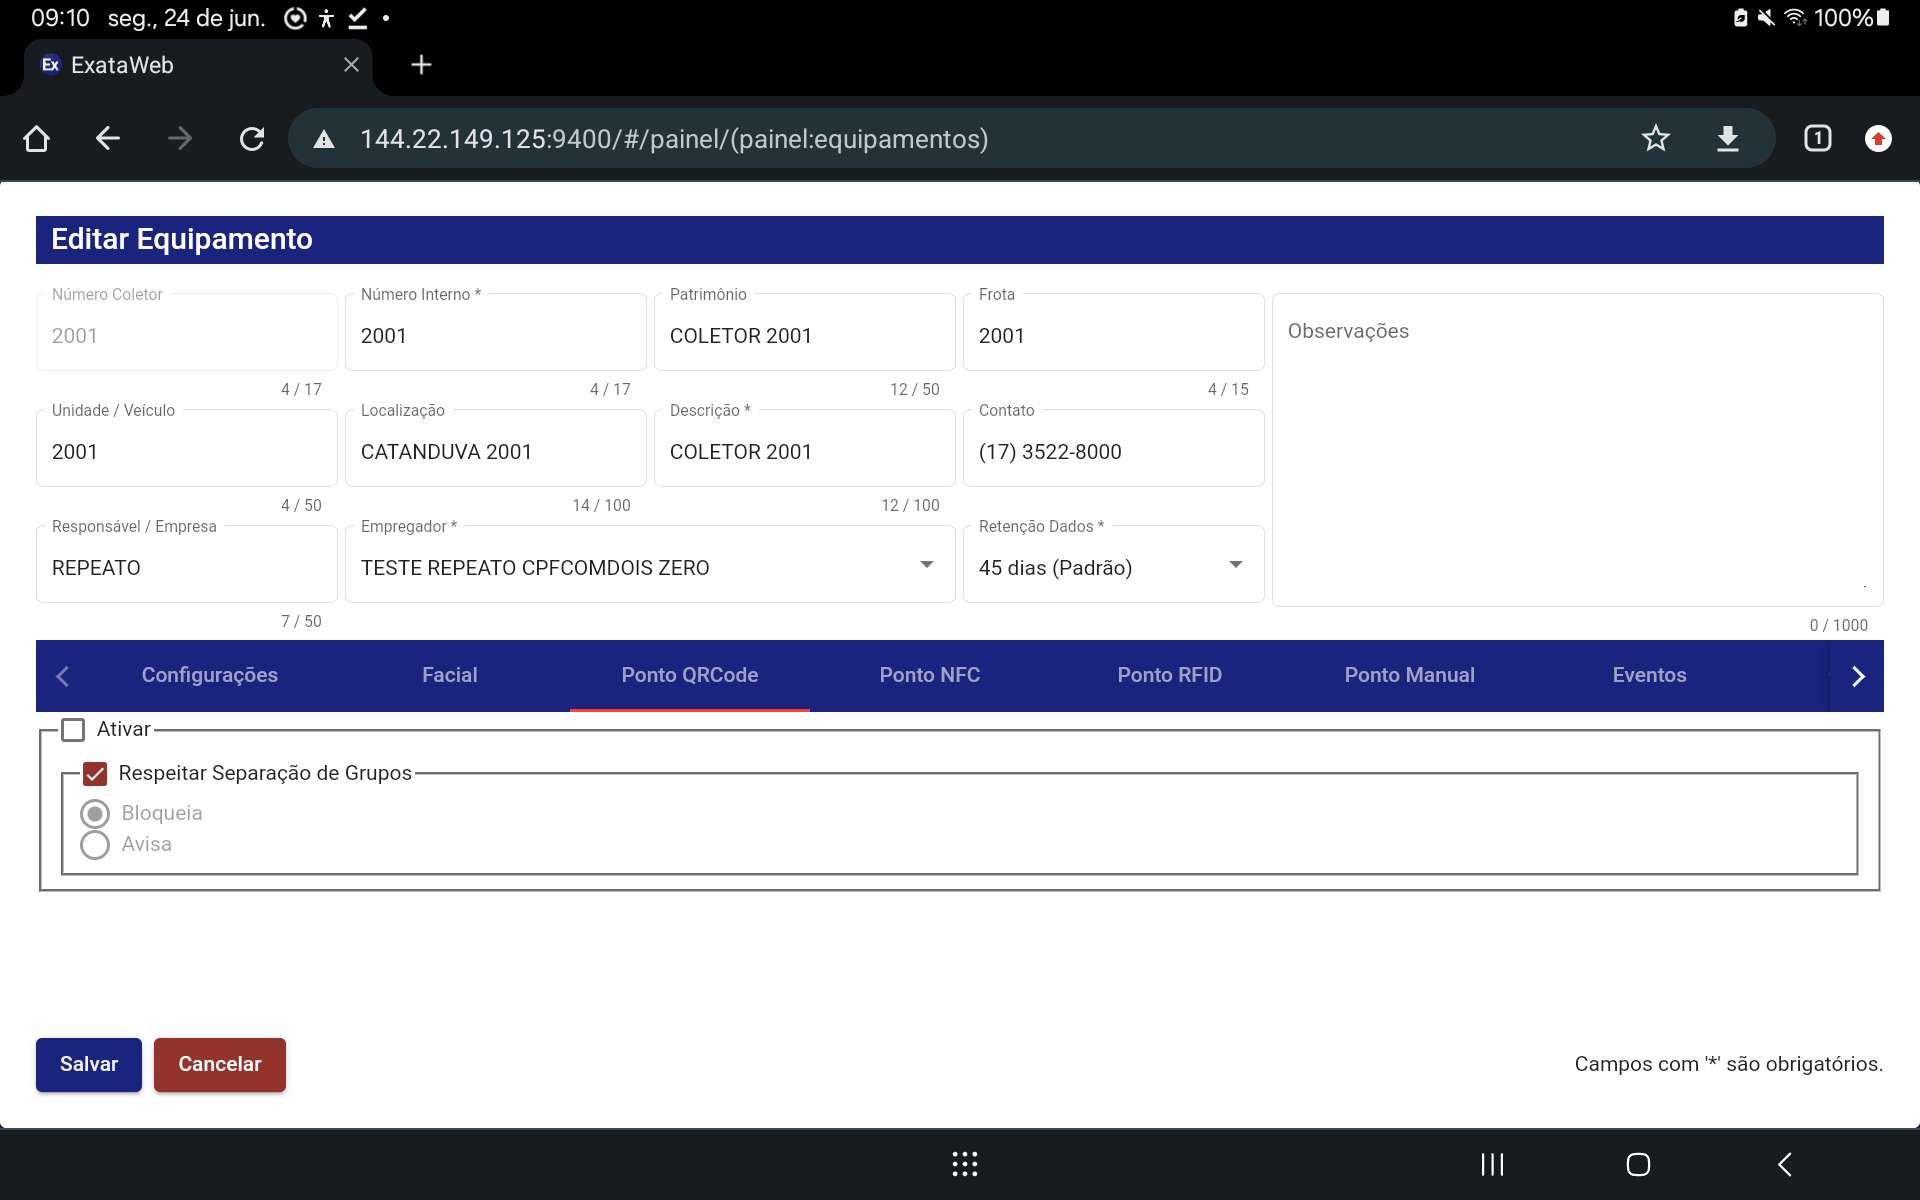 09:10 seg., 24 de jun.
100%
Ex ExataWeb
144.22.149.125:9400/#/painel/(painel:equipamentos)
1
Editar Equipamento
Número Coletor
2001
4 / 17
Número Interno *
2001
4 / 17
Patrimônio
COLETOR 2001
12 / 50
Frota
2001
4 / 15
Observações
0 / 1000
Unidade / Veículo
2001
4 / 50
Localização
CATANDUVA 2001
14 / 100
Descrição *
COLETOR 2001
12 / 100
Contato
(17) 3522-8000
Responsável / Empresa
REPEATO
7 / 50
Empregador *
TESTE REPEATO CPFCOMDOIS ZERO
Retenção Dados *
45 dias (Padrão)
Configurações Facial Ponto QRCode Ponto NFC Ponto RFID Ponto Manual Eventos
Ativar
Respeitar Separação de Grupos
Bloqueia
Avisa
Salvar Cancelar
Campos com '*' são obrigatórios.